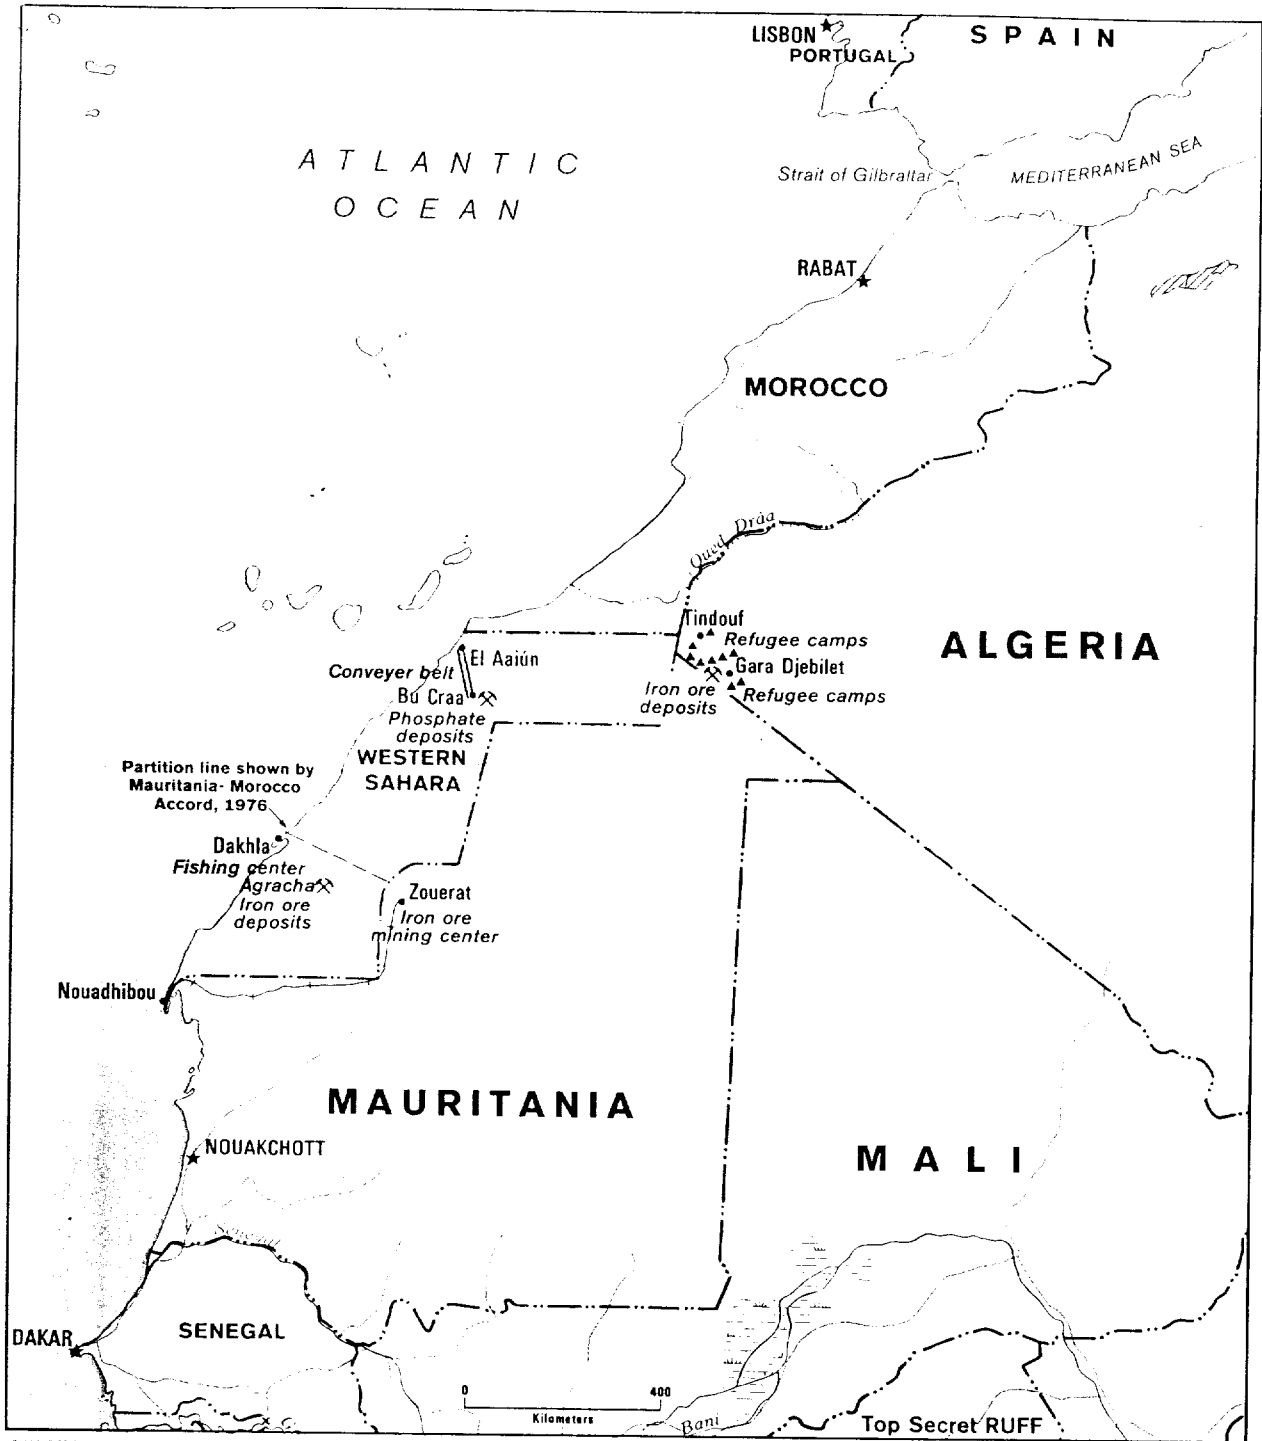 LISBON
PORTUGAL
SPAIN
ATLANTIC
OCEAN
Strait of Gilbraltar
MEDITERRANEAN SEA
RABAT
MOROCCO
Qued Drâa
Tindouf
Refugee camps
ALGERIA
El Aaiún
Conveyer belt
Gara Djebilet
Bu Craa
Iron ore
deposits
Refugee camps
Phosphate
deposits
WESTERN
SAHARA
Partition line shown by
Mauritania- Morocco
Accord, 1976
Dakhla
Fishing center
Agracha
Iron ore
deposits
Zouerat
Iron ore
mining center
Nouadhibou
MAURITANIA
NOUAKCHOTT
MALI
Senegal
SENEGAL
DAKAR
0 400
Kilometers
Bani
Top Secret RUFF